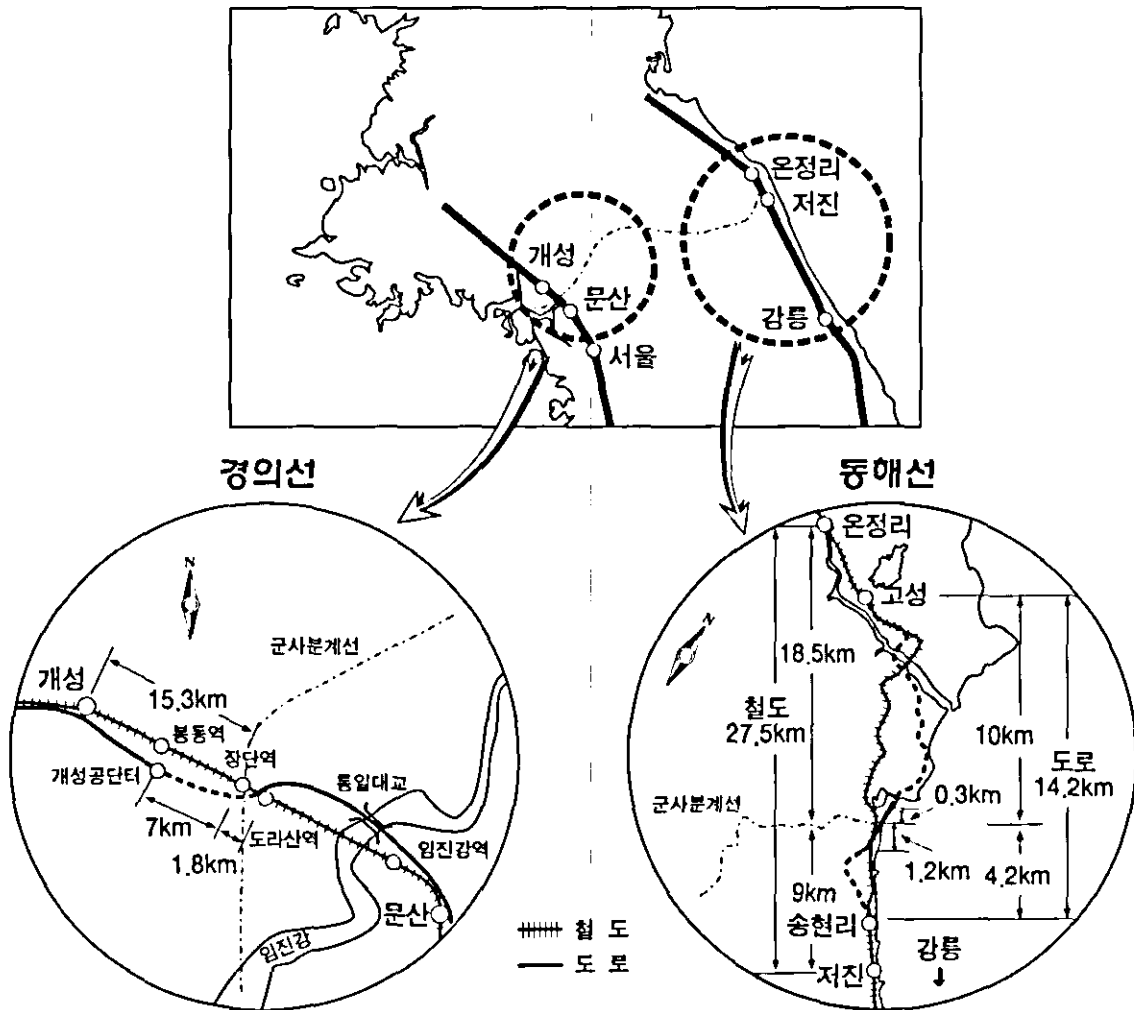 온정리
저진
개성
문산
강릉
서울
경의선
동해선
N
군사분계선
개성
15.3km
봉동역
장단역
개성공단터
통일대교
7km
도라산역
임진강역
1.8km
문산
임진강
철 도
도 로
온정리
고성
N
18.5km
철도
27.5km
10km
도로
14.2km
0.3km
군사분계선
1.2km
4.2km
9km
송현리
강릉
저진